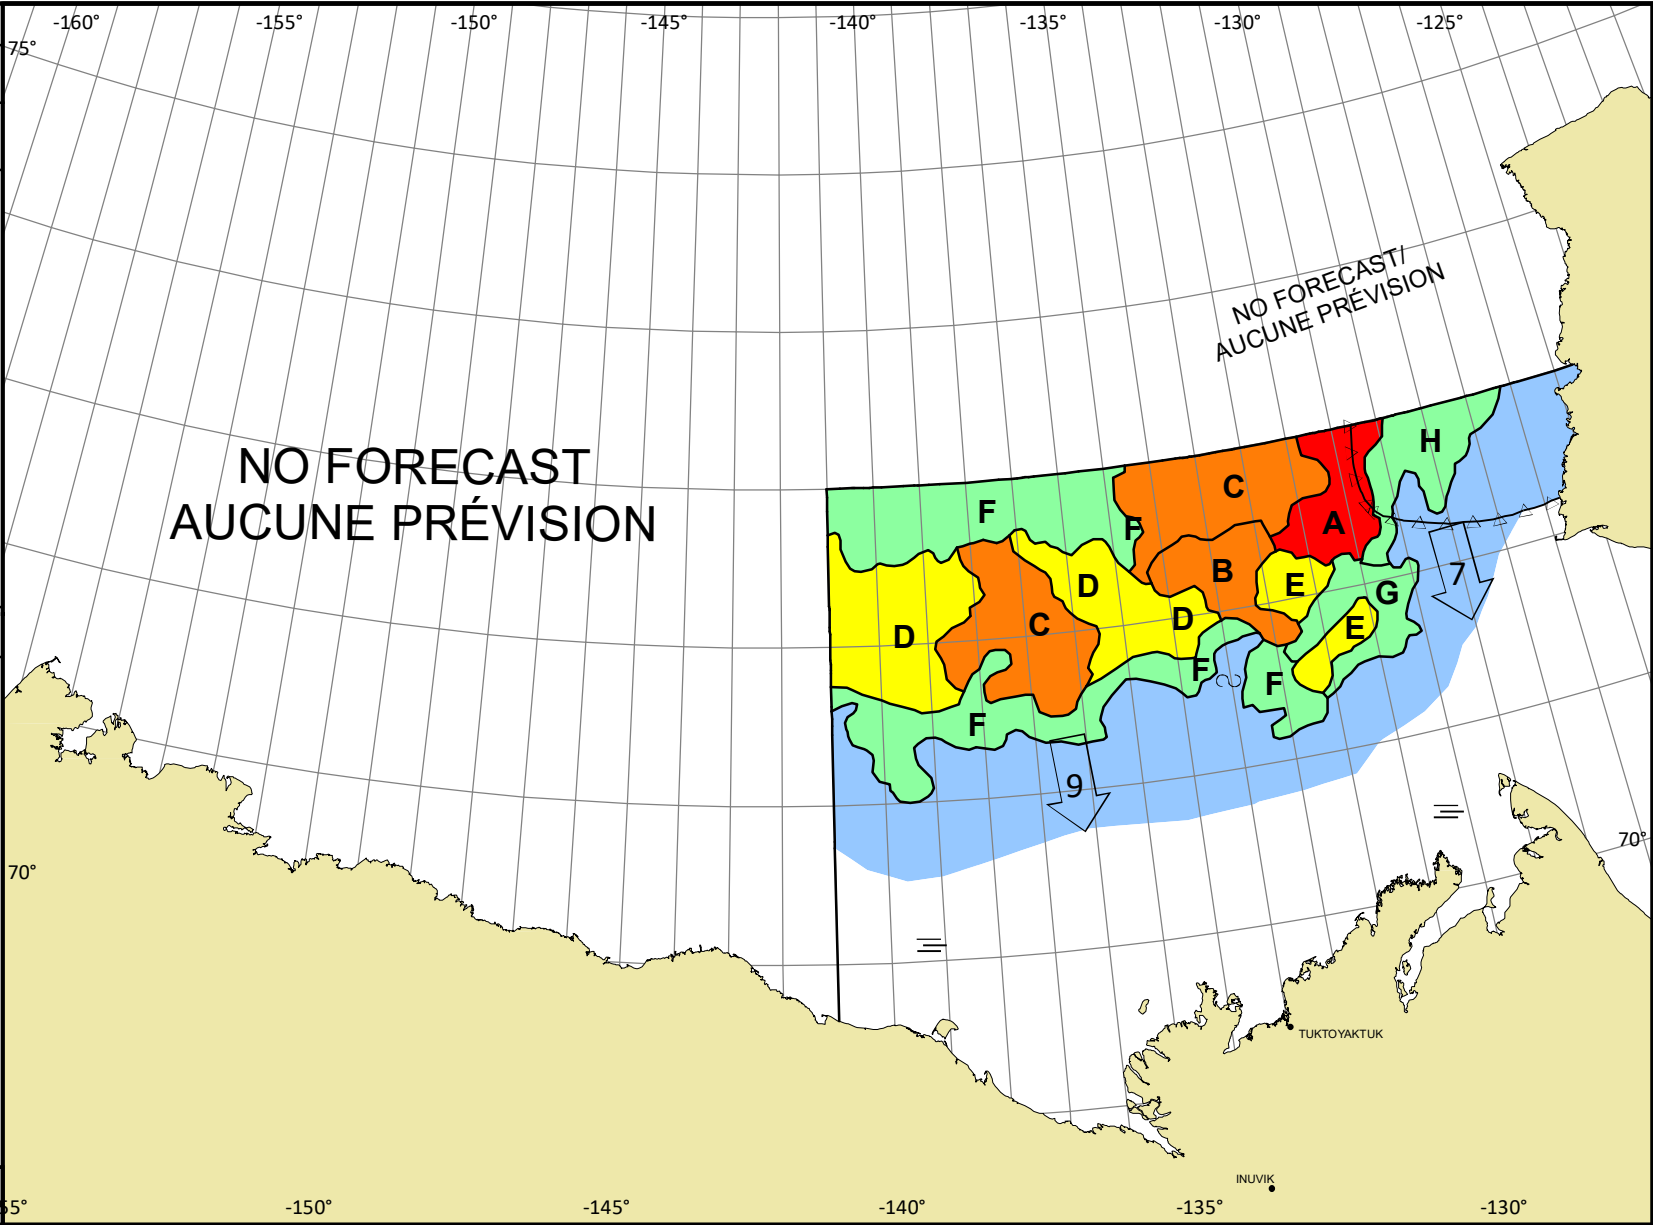 -160° -155° -150° -145° -140° -135° -130° -125°
75°
NO FORECAST/
AUCUNE PRÉVISION
NO FORECAST
AUCUNE PRÉVISION
H
C
F
F
A
B
E
D
G
D
C
D
E
D
F
F
F
7
9
70°
70°
TUKTOYAKTUK
INUVIK
55° -150° -145° -140° -135° -130°